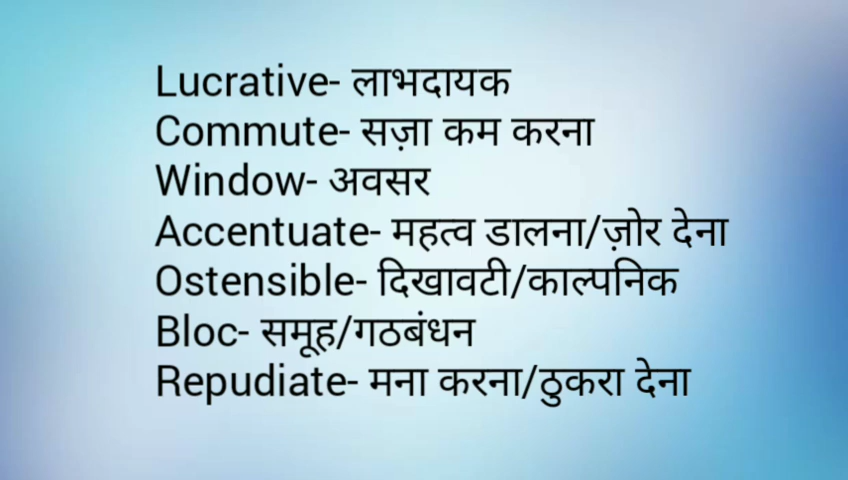 Lucrative- लाभदायक
Commute- सज़ा कम करना
Window- अवसर
Accentuate- महत्व डालना/ज़ोर देना
Ostensible- दिखावटी/काल्पनिक
Bloc- समूह/गठबंधन
Repudiate- मना करना/ठुकरा देना